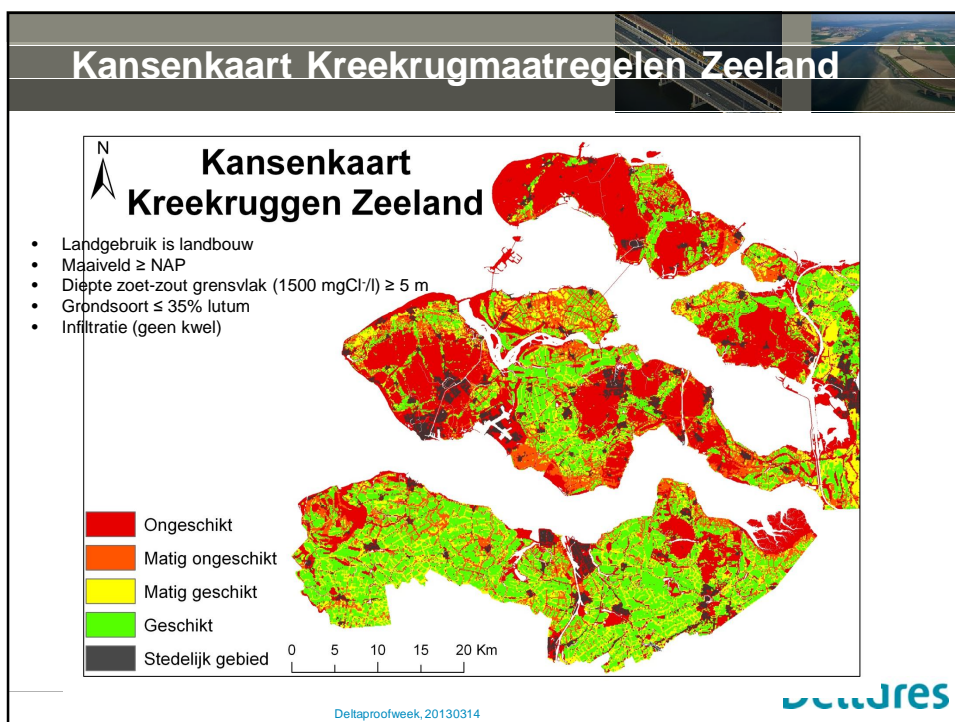 Kansenkaart Kreekrugmaatregelen Zeeland
N
Kansenkaart
Kreekruggen Zeeland
• Landgebruik is landbouw
• Maaiveld ≥ NAP
• Diepte zoet-zout grensvlak (1500 mgCl-/l) ≥ 5 m
• Grondsoort ≤ 35% lutum
• Infiltratie (geen kwel)
Ongeschikt
Matig ongeschikt
Matig geschikt
Geschikt
Stedelijk gebied
0 5 10 15 20 Km
Deltares
Deltaproofweek, 20130314